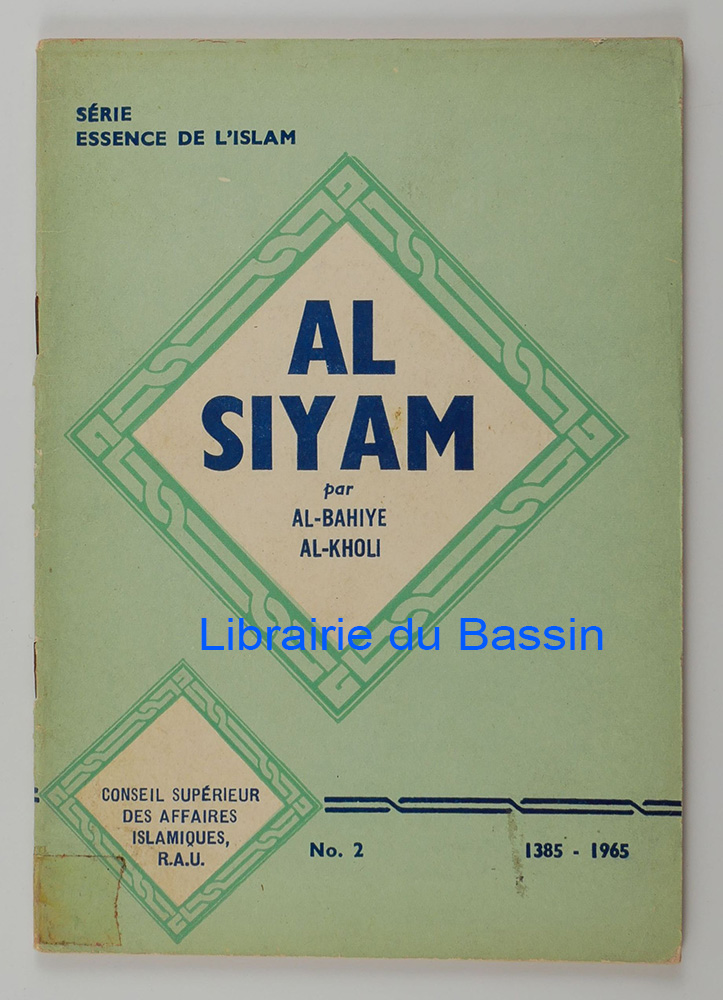 SÉRIE
ESSENCE DE L'ISLAM
AL
SIYAM
par
AL-BAHIYE
AL-KHOLI
Librairie du Bassin
CONSEIL SUPÉRIEUR
DES AFFAIRES
ISLAMIQUES,
R.A.U.
No. 2
1385 - 1965